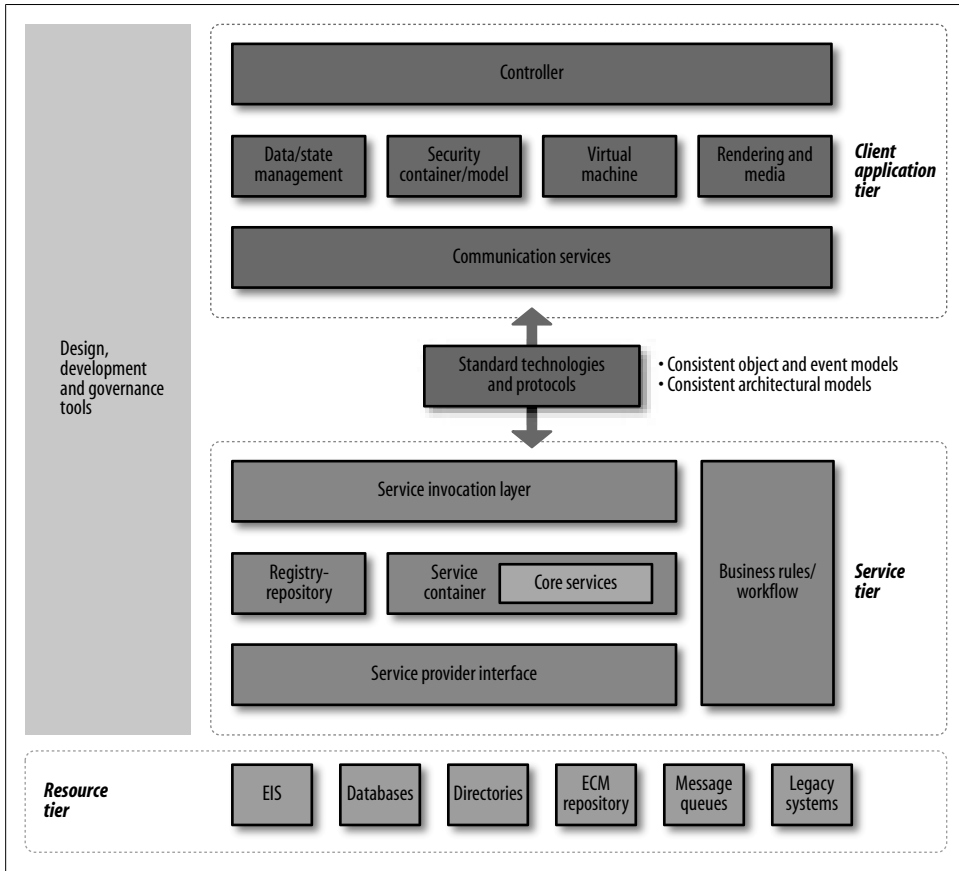 Controller
Data/state
management
Security
container/model
Virtual
machine
Rendering and
media
Client
application
tier
Communication services
Design,
development
and governance
tools
Standard technologies
and protocols
• Consistent object and event models
• Consistent architectural models
Service invocation layer
Registry-
repository
Service
container
Core services
Business rules/
workflow
Service
tier
Service provider interface
Resource
tier
EIS
Databases
Directories
ECM
repository
Message
queues
Legacy
systems